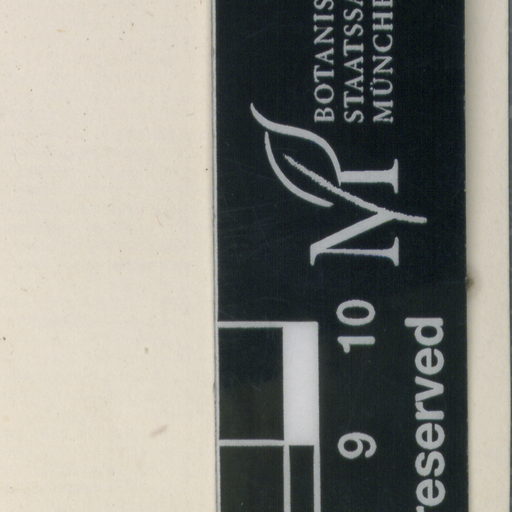 BOTANIS
STAATSSA
MÜNCHE
M
9 10
reserved